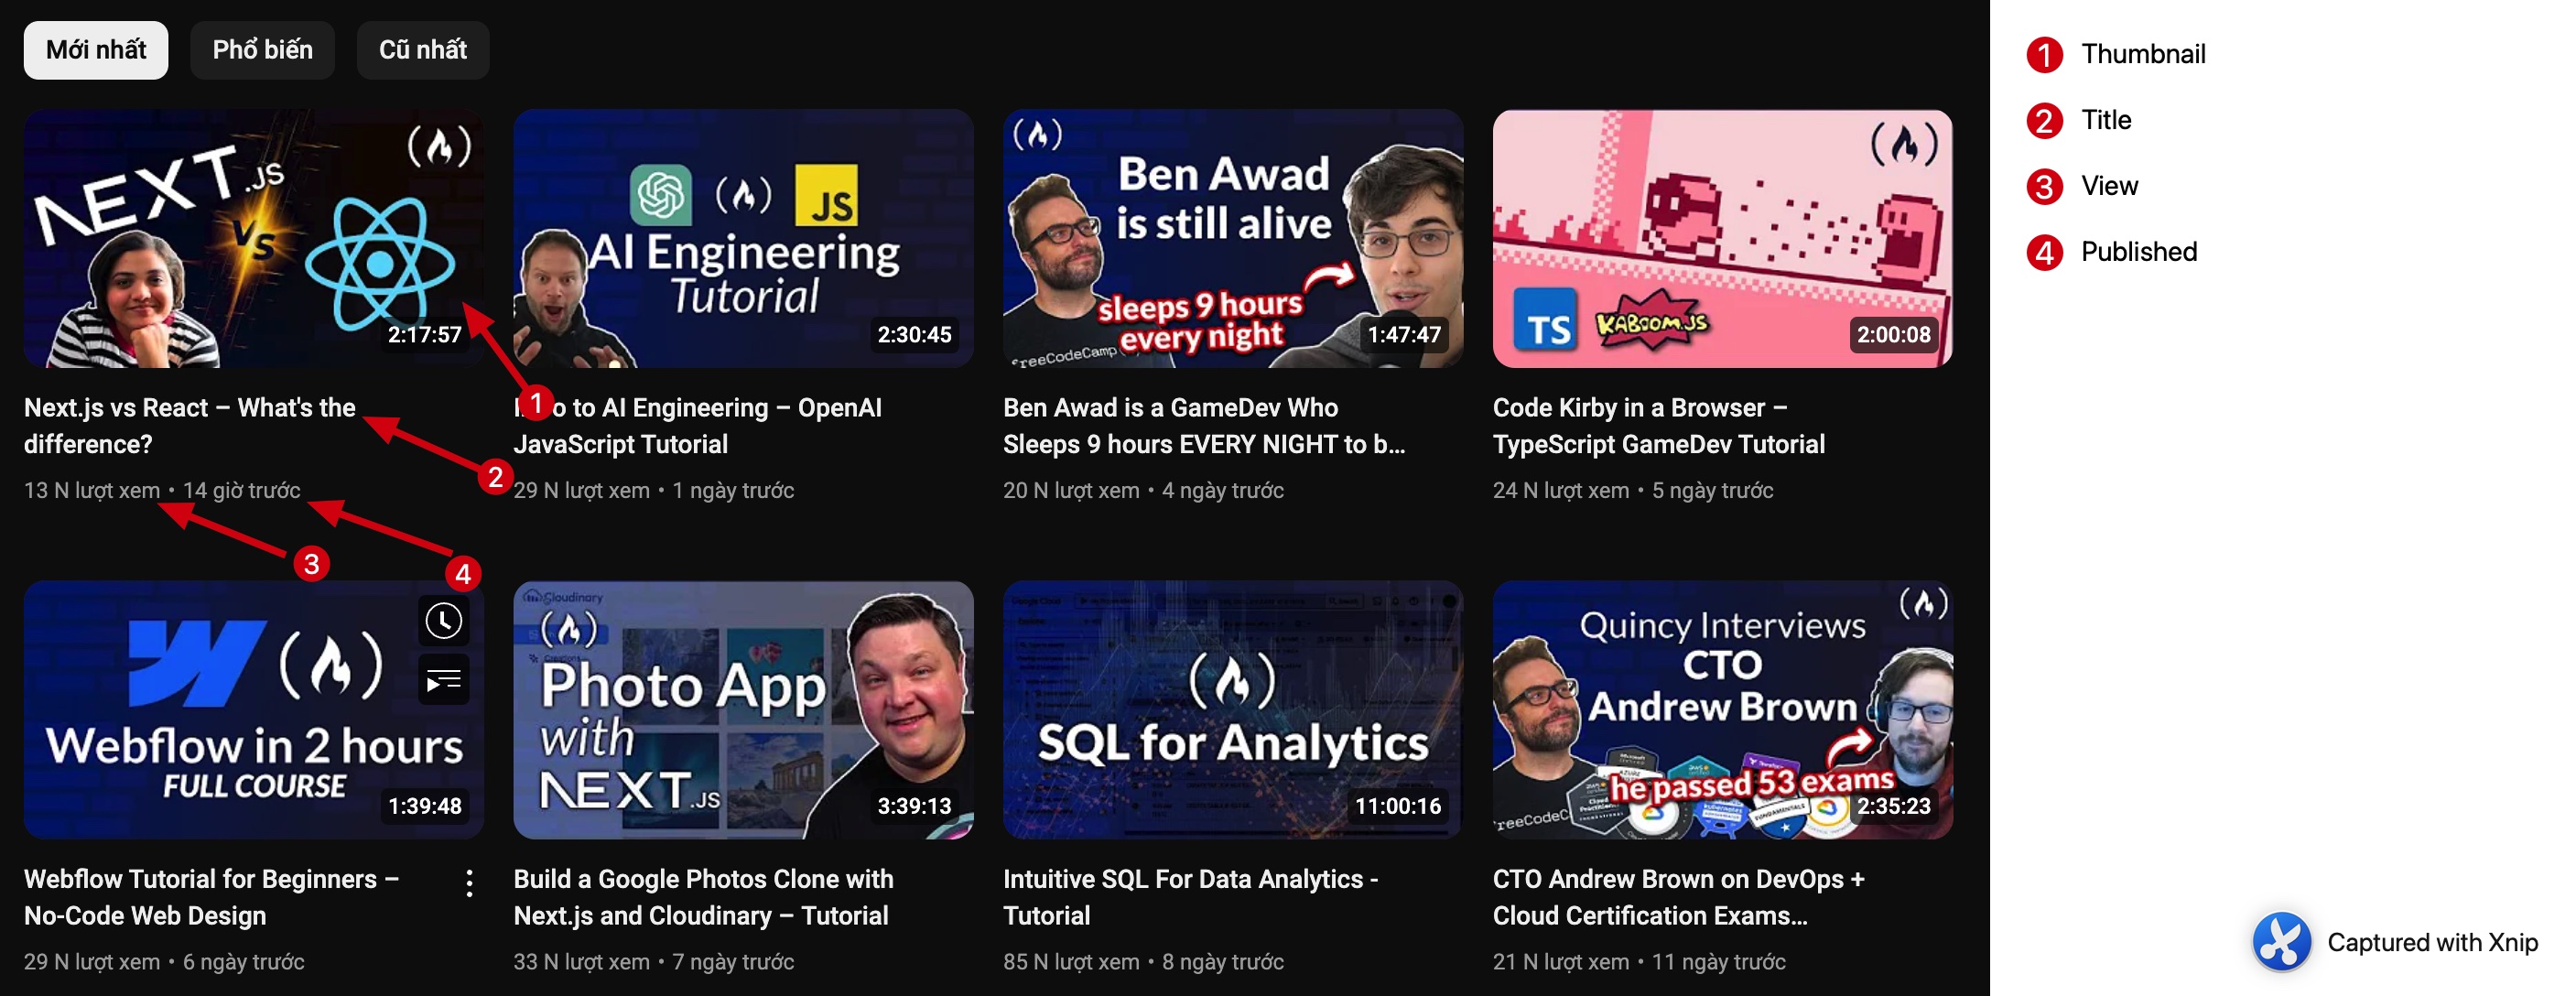 Mới nhất
Phổ biến
Cũ nhất
1 Thumbnail
2 Title
3 View
4 Published
NEXT.JS
VS
2:17:57
JS
AI Engineering
Tutorial
2:30:45
Ben Awad
is still alive
sleeps 9 hours
every night
freeCodeCamp
1:47:47
TS
KABOOM.JS
2:00:08
1
Next.js vs React – What's the
difference?
2
13 N lượt xem • 14 giờ trước
to AI Engineering – OpenAI
JavaScript Tutorial
29 N lượt xem • 1 ngày trước
Ben Awad is a GameDev Who
Sleeps 9 hours EVERY NIGHT to b...
20 N lượt xem • 4 ngày trước
Code Kirby in a Browser –
TypeScript GameDev Tutorial
24 N lượt xem • 5 ngày trước
3
4
Webflow in 2 hours
FULL COURSE
1:39:48
Cloudinary
Photo App
with
NEXT.JS
3:39:13
SQL for Analytics
11:00:16
Quincy Interviews
CTO
Andrew Brown
he passed 53 exams
2:35:23
Webflow Tutorial for Beginners –
No-Code Web Design
29 N lượt xem • 6 ngày trước
Build a Google Photos Clone with
Next.js and Cloudinary – Tutorial
33 N lượt xem • 7 ngày trước
Intuitive SQL For Data Analytics -
Tutorial
85 N lượt xem • 8 ngày trước
CTO Andrew Brown on DevOps +
Cloud Certification Exams...
21 N lượt xem • 11 ngày trước
Captured with Xnip